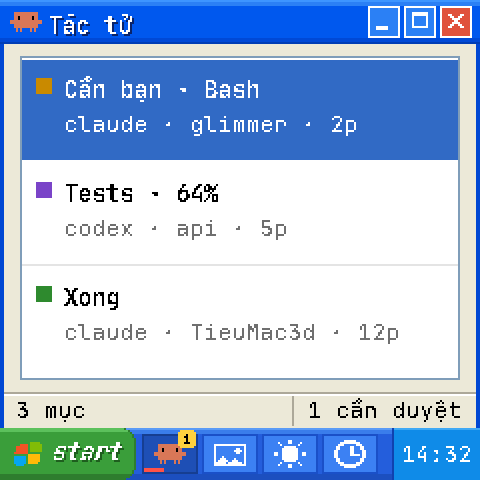 Tác tử
Cần bạn · Bash
claude · glimmer · 2p
Tests · 64%
codex · api · 5p
Xong
claude · TieuMac3d · 12p
3 mục
1 cần duyệt
start
1
14:32